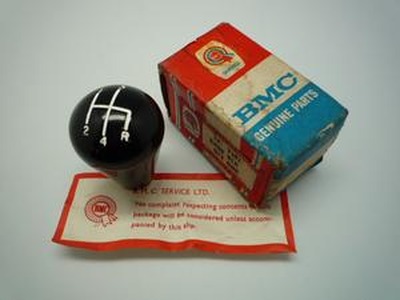 BMC
GENUINE PARTS
2 4 R
B.M.C. SERVICE LTD.
No complaint respecting contents of
package will be considered unless accom-
panied by this slip.
BMC